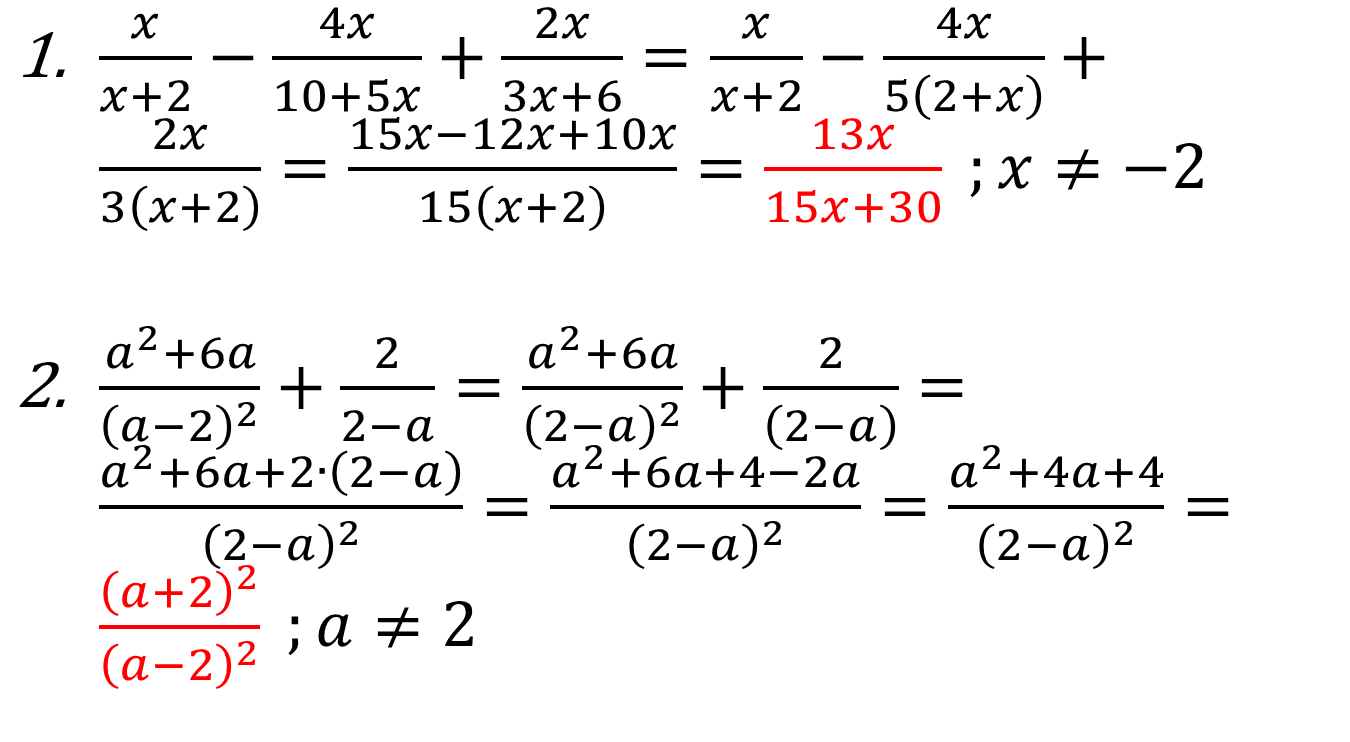 1. x/(x+2) − 4x/(10+5x) + 2x/(3x+6) = x/(x+2) − 4x/(5(2+x)) +
2x/(3(x+2)) = (15x−12x+10x)/(15(x+2)) = 13x/(15x+30) ; x ≠ −2
2. (a²+6a)/((a−2)²) + 2/(2−a) = (a²+6a)/((2−a)²) + 2/((2−a)) =
(a²+6a+2·(2−a))/((2−a)²) = (a²+6a+4−2a)/((2−a)²) = (a²+4a+4)/((2−a)²) =
(a+2)²/(a−2)² ; a ≠ 2